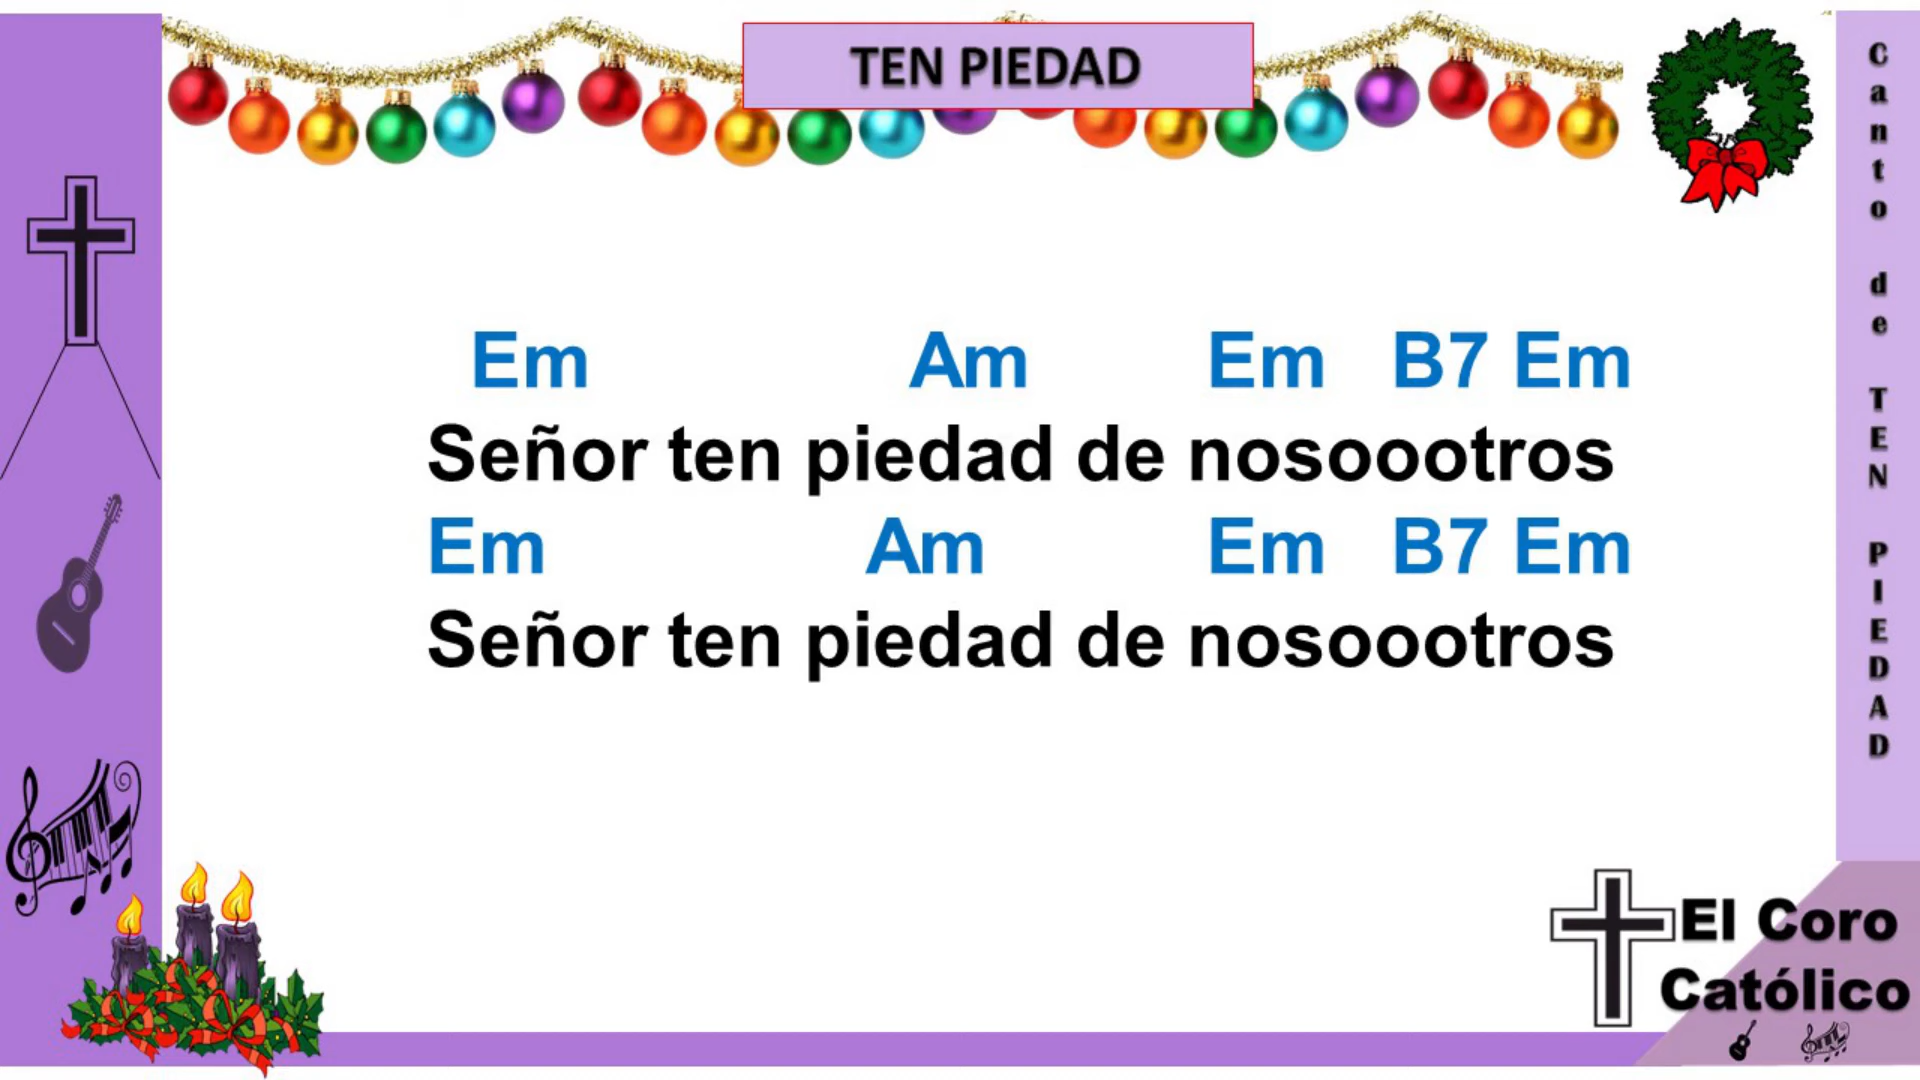 TEN PIEDAD
Em Am Em B7 Em
Señor ten piedad de nosoootros
Em Am Em B7 Em
Señor ten piedad de nosoootros
Canto de TEN PIEDAD
El Coro
Católico